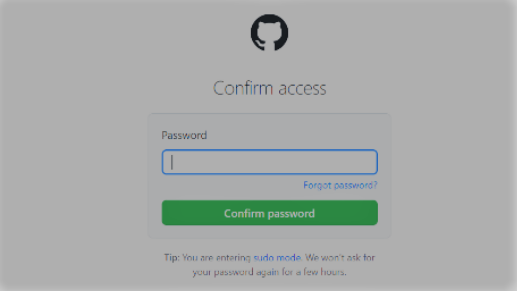 Confirm access
Password
Forgot password?
Confirm password
Tip: You are entering sudo mode. We won't ask for
your password again for a few hours.